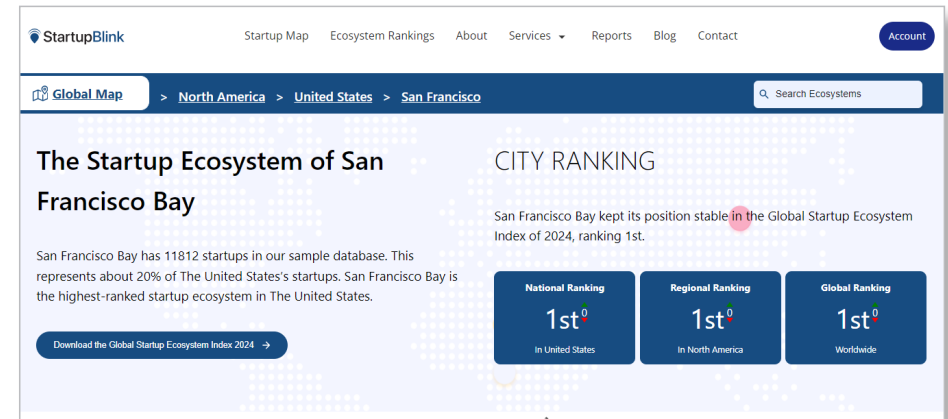 StartupBlink
Startup Map Ecosystem Rankings About Services Reports Blog Contact Account
Global Map > North America > United States > San Francisco
Search Ecosystems
The Startup Ecosystem of San
Francisco Bay
San Francisco Bay has 11812 startups in our sample database. This
represents about 20% of The United States's startups. San Francisco Bay is
the highest-ranked startup ecosystem in The United States.
Download the Global Startup Ecosystem Index 2024 →
CITY RANKING
San Francisco Bay kept its position stable in the Global Startup Ecosystem
Index of 2024, ranking 1st.
National Ranking
1st 0
In United States
Regional Ranking
1st 0
In North America
Global Ranking
1st 0
Worldwide